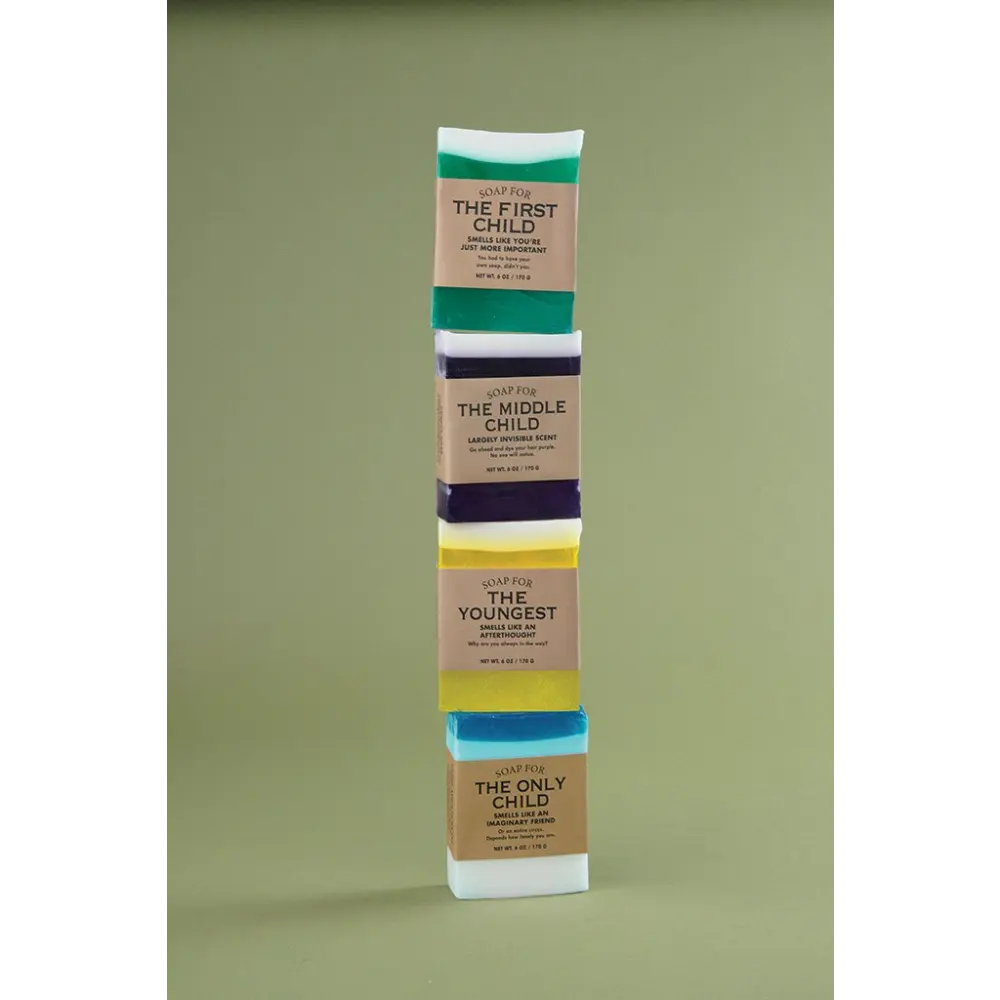 SOAP FOR
THE FIRST
CHILD
SMELLS LIKE YOU'RE
JUST MORE IMPORTANT
You had to have your
own soap, didn't you.
NET WT. 6 OZ / 170 G
SOAP FOR
THE MIDDLE
CHILD
LARGELY INVISIBLE SCENT
Go ahead and dye your hair purple.
No one will notice.
NET WT. 6 OZ / 170 G
SOAP FOR
THE
YOUNGEST
SMELLS LIKE AN
AFTERTHOUGHT
Why are you always in the way?
NET WT. 6 OZ / 170 G
SOAP FOR
THE ONLY
CHILD
SMELLS LIKE AN
IMAGINARY FRIEND
Or an entire circus.
Depends how lonely you are.
NET WT. 6 OZ / 170 G